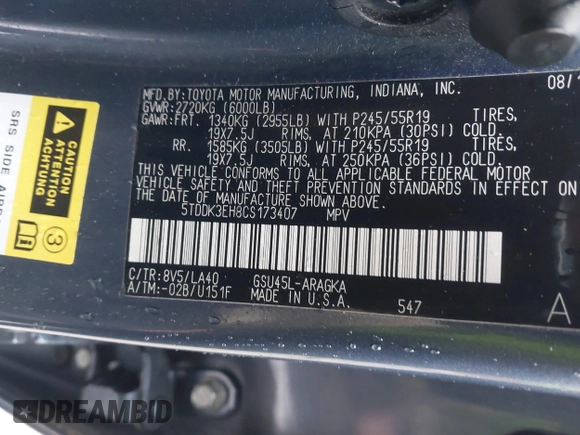 MFD.BY:TOYOTA MOTOR MANUFACTURING, INDIANA, INC. 08/
GVWR:2720KG (6000LB)
GAWR:FRT. 1340KG (2955LB) WITH P245/55R19 TIRES,
19X7.5J RIMS, AT 210KPA (30PSI) COLD.
RR. 1585KG (3505LB) WITH P245/55R19 TIRES,
19X7.5J RIMS, AT 250KPA (36PSI) COLD.
THIS VEHICLE CONFORMS TO ALL APPLICABLE FEDERAL MOTOR
VEHICLE SAFETY AND THEFT PREVENTION STANDARDS IN EFFECT ON
THE DATE OF MANUFACTURE SHOWN ABOVE.
5TDDK3EH8CS173407 MPV
C/TR:8V5/LA40 GSU45L-ARAGKA
A/TM:-02B/U151F MADE IN U.S.A. 547
A
CAUTION
ATTENTION
ACHTUNG
3
SRS SIDE
DREAMBID